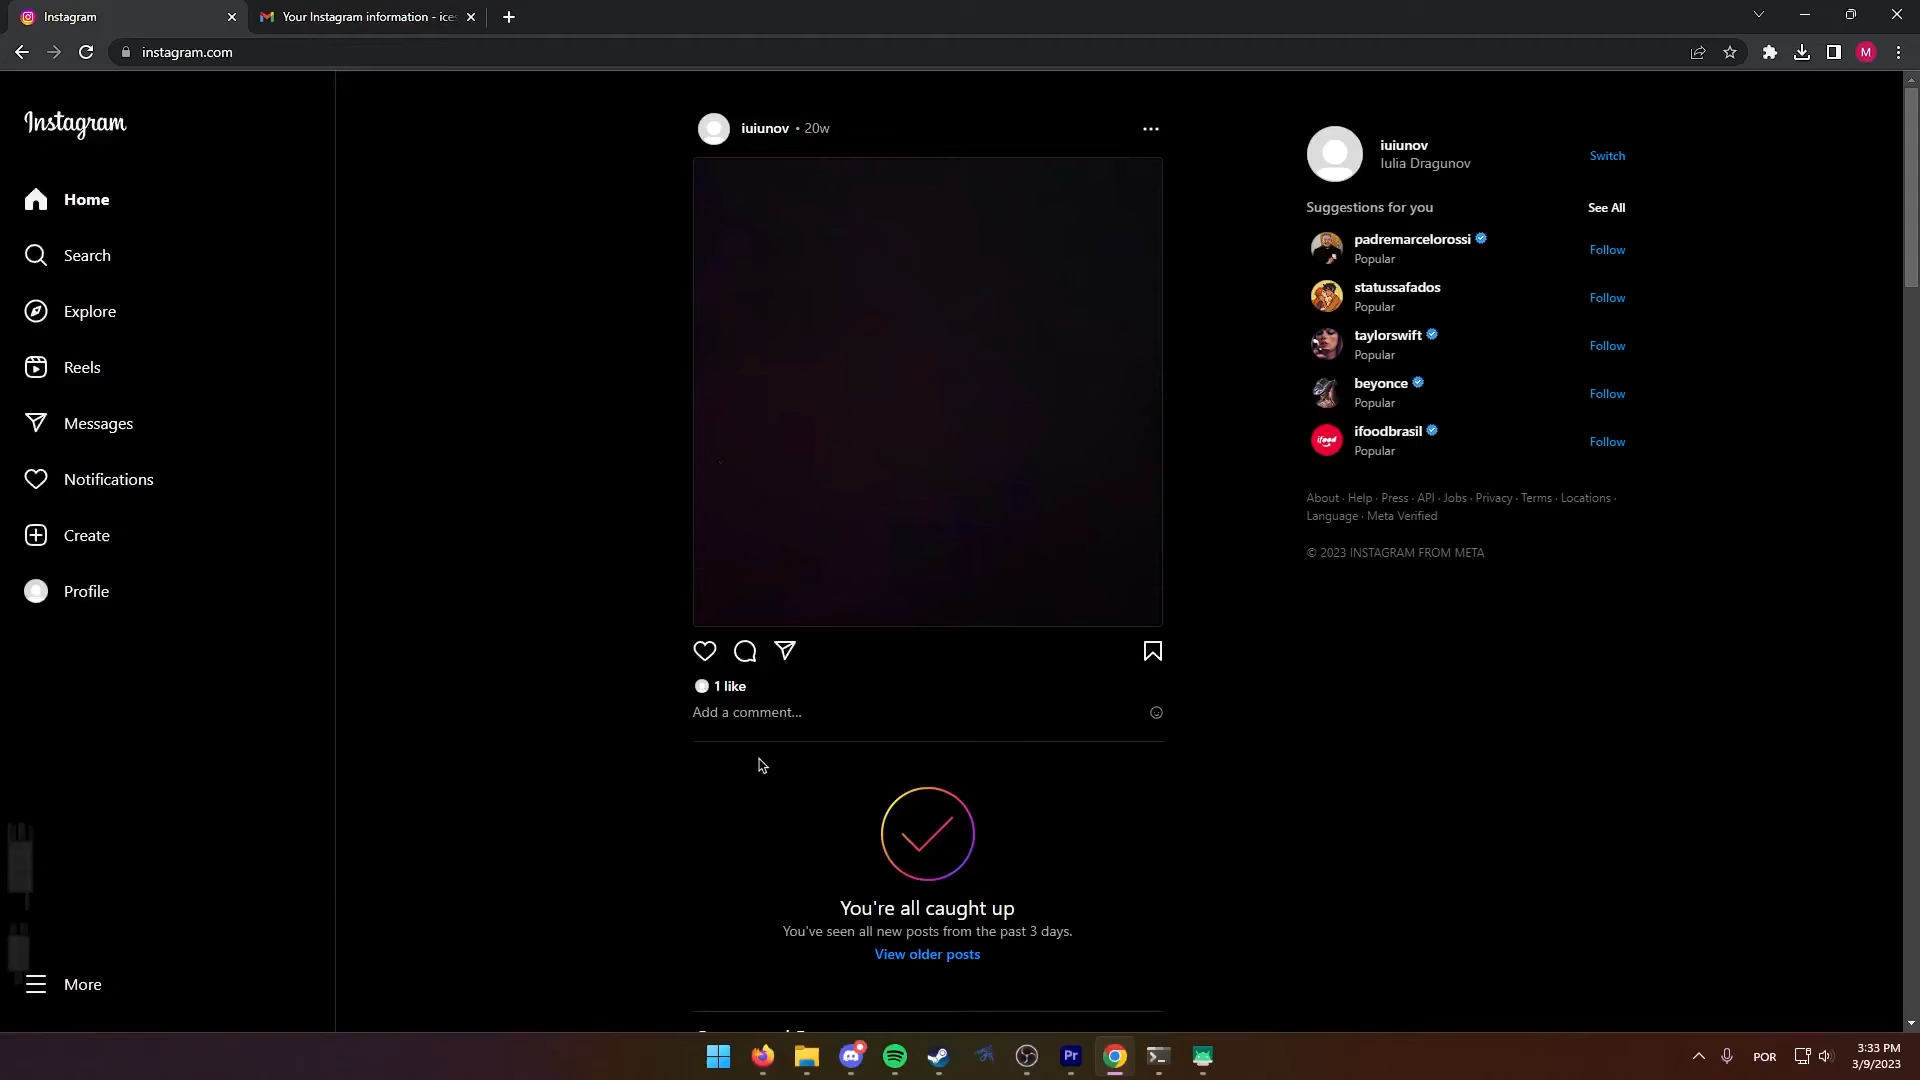 Instagram
Your Instagram information - ices
instagram.com
M
Instagram
Home
Search
Explore
Reels
Messages
Notifications
Create
Profile
More
iuiunov • 20w
1 like
Add a comment...
You're all caught up
You've seen all new posts from the past 3 days.
View older posts
iuiunov
Iulia Dragunov
Switch
Suggestions for you
See All
padremarcelorossi
Popular
Follow
statussafados
Popular
Follow
taylorswift
Popular
Follow
beyonce
Popular
Follow
ifood
ifoodbrasil
Popular
Follow
About · Help · Press · API · Jobs · Privacy · Terms · Locations ·
Language · Meta Verified
© 2023 INSTAGRAM FROM META
Pr
POR
3:33 PM
3/9/2023